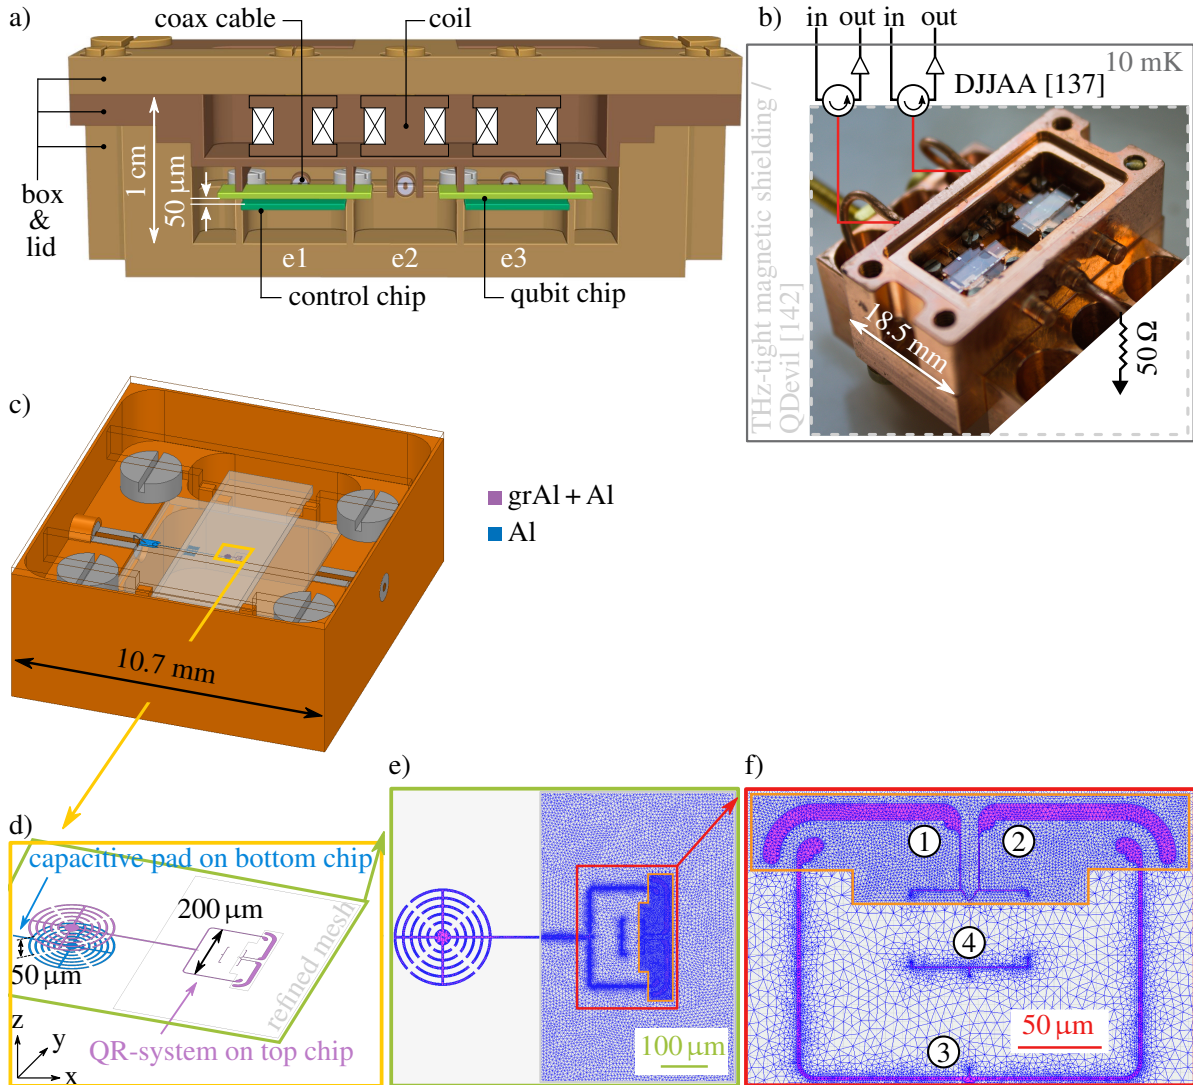 a)
coax cable
coil
box
&
lid
1 cm
50 µm
e1
e2
e3
control chip
qubit chip
b)
in
out
in
out
10 mK
DJJAA [137]
THz-tight magnetic shielding /
QDevil [142]
18.5 mm
50 Ω
c)
grAl + Al
Al
10.7 mm
d)
capacitive pad on bottom chip
200 µm
50 µm
refined mesh
QR-system on top chip
z
y
x
e)
100 µm
f)
1
2
4
3
50 µm